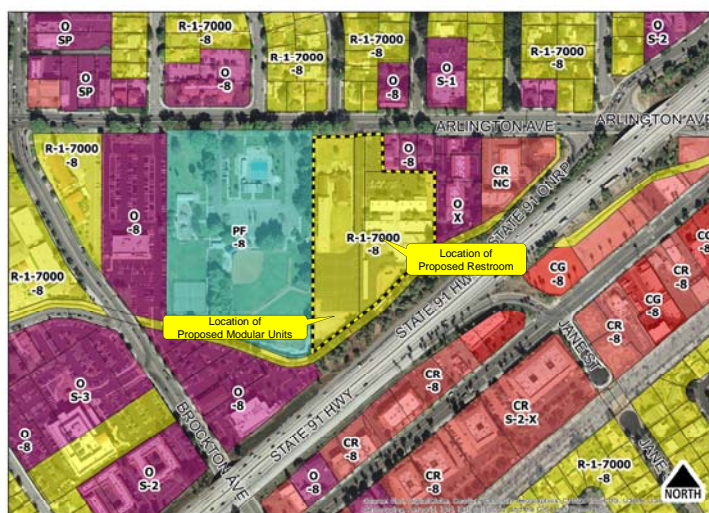 O
SP
R-1-7000
-8
O
S-2
R-1-7000
-8
R-1-7000
-8
R-1-7000
-8
O
-8
O
SP
O
-8
O
S-1
ARLINGTON AVE
ARLINGTON AVE
R-1-7000
-8
O
-8
CR
NC
O
-8
PF
-8
O
X
STATE 91 ONRP
R-1-7000
-8
R-1-7000
-8
Location of
Proposed Restroom
CG
-8
CR
-8
CG
-8
Location of
Proposed Modular Units
STATE 91 HWY
CR
-8
JANE ST
O
S-3
O
-8
CR
-8
CR
S-2-X
BROCKTON AVE
STATE 91 HWY
O
-8
CR
-8
O
S-2
O
-8
CR
-8
R-1-7000
-8
NORTH